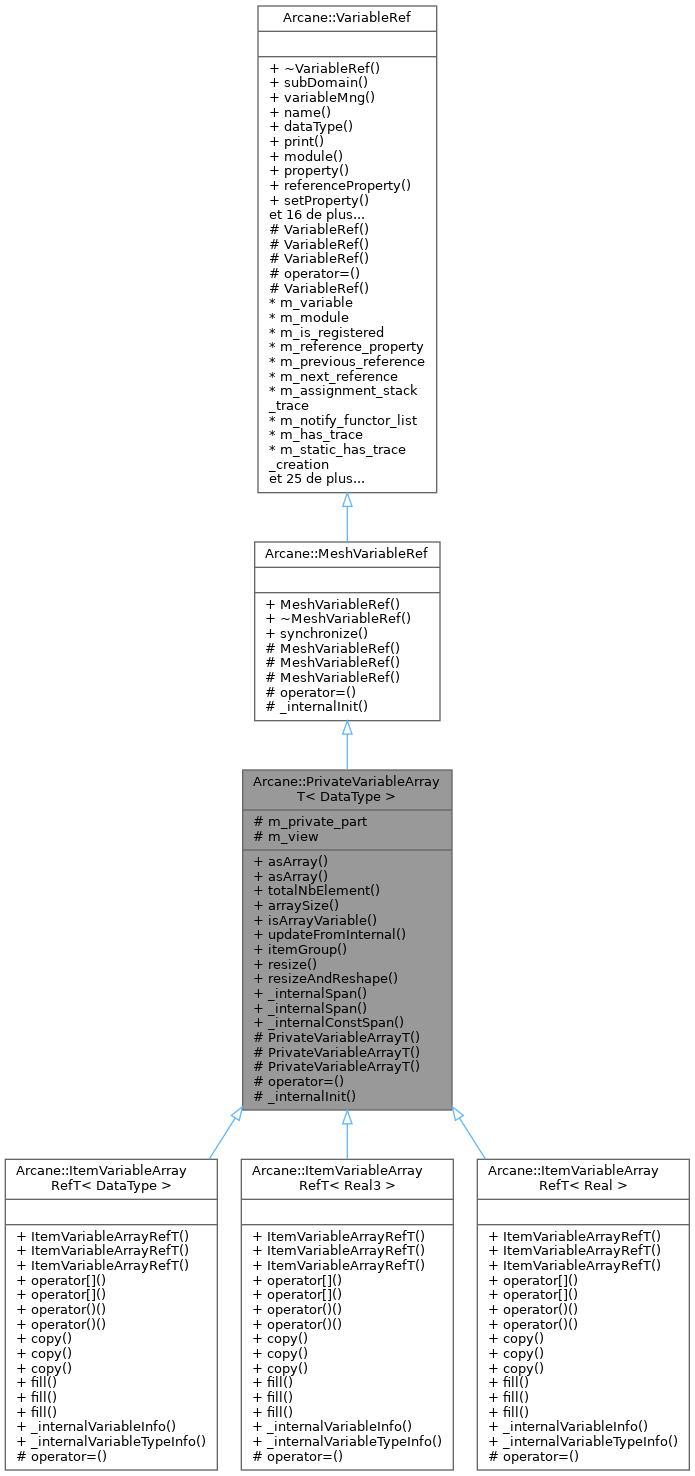 Arcane::VariableRef
+ ~VariableRef()
+ subDomain()
+ variableMng()
+ name()
+ dataType()
+ print()
+ module()
+ property()
+ referenceProperty()
+ setProperty()
et 16 de plus...
# VariableRef()
# VariableRef()
# VariableRef()
# operator=()
# VariableRef()
* m_variable
* m_module
* m_is_registered
* m_reference_property
* m_previous_reference
* m_next_reference
* m_assignment_stack
_trace
* m_notify_functor_list
* m_has_trace
* m_static_has_trace
_creation
et 25 de plus...
Arcane::MeshVariableRef
+ MeshVariableRef()
+ ~MeshVariableRef()
+ synchronize()
# MeshVariableRef()
# MeshVariableRef()
# MeshVariableRef()
# operator=()
# _internalInit()
Arcane::PrivateVariableArray
T< DataType >
# m_private_part
# m_view
+ asArray()
+ asArray()
+ totalNbElement()
+ arraySize()
+ isArrayVariable()
+ updateFromInternal()
+ itemGroup()
+ resize()
+ resizeAndReshape()
+ _internalSpan()
+ _internalSpan()
+ _internalConstSpan()
# PrivateVariableArrayT()
# PrivateVariableArrayT()
# PrivateVariableArrayT()
# operator=()
# _internalInit()
Arcane::ItemVariableArray
RefT< DataType >
+ ItemVariableArrayRefT()
+ ItemVariableArrayRefT()
+ ItemVariableArrayRefT()
+ operator[]()
+ operator[]()
+ operator()()
+ operator()()
+ copy()
+ copy()
+ copy()
+ fill()
+ fill()
+ fill()
+ _internalVariableInfo()
+ _internalVariableTypeInfo()
# operator=()
Arcane::ItemVariableArray
RefT< Real3 >
+ ItemVariableArrayRefT()
+ ItemVariableArrayRefT()
+ ItemVariableArrayRefT()
+ operator[]()
+ operator[]()
+ operator()()
+ operator()()
+ copy()
+ copy()
+ copy()
+ fill()
+ fill()
+ fill()
+ _internalVariableInfo()
+ _internalVariableTypeInfo()
# operator=()
Arcane::ItemVariableArray
RefT< Real >
+ ItemVariableArrayRefT()
+ ItemVariableArrayRefT()
+ ItemVariableArrayRefT()
+ operator[]()
+ operator[]()
+ operator()()
+ operator()()
+ copy()
+ copy()
+ copy()
+ fill()
+ fill()
+ fill()
+ _internalVariableInfo()
+ _internalVariableTypeInfo()
# operator=()